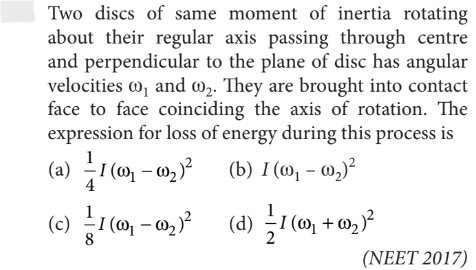 Two discs of same moment of inertia rotating
about their regular axis passing through centre
and perpendicular to the plane of disc has angular
velocities ω₁ and ω₂. They are brought into contact
face to face coinciding the axis of rotation. The
expression for loss of energy during this process is
(a) 1/4 I (ω₁ − ω₂)² (b) I (ω₁ − ω₂)²
(c) 1/8 I (ω₁ − ω₂)² (d) 1/2 I (ω₁ + ω₂)²
(NEET 2017)